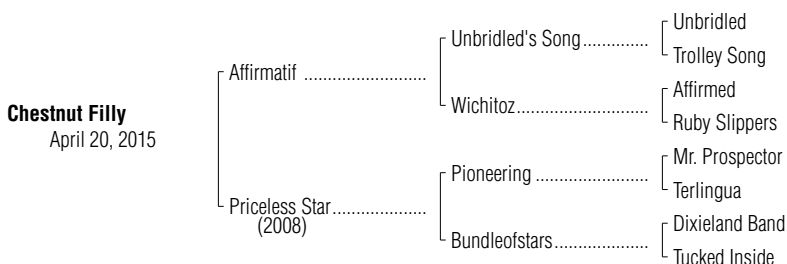 Chestnut Filly
April 20, 2015
Affirmatif ..........................
Priceless Star....................
(2008)
Unbridled's Song..............
Wichitoz............................
Pioneering ........................
Bundleofstars....................
Unbridled
Trolley Song
Affirmed
Ruby Slippers
Mr. Prospector
Terlingua
Dixieland Band
Tucked Inside